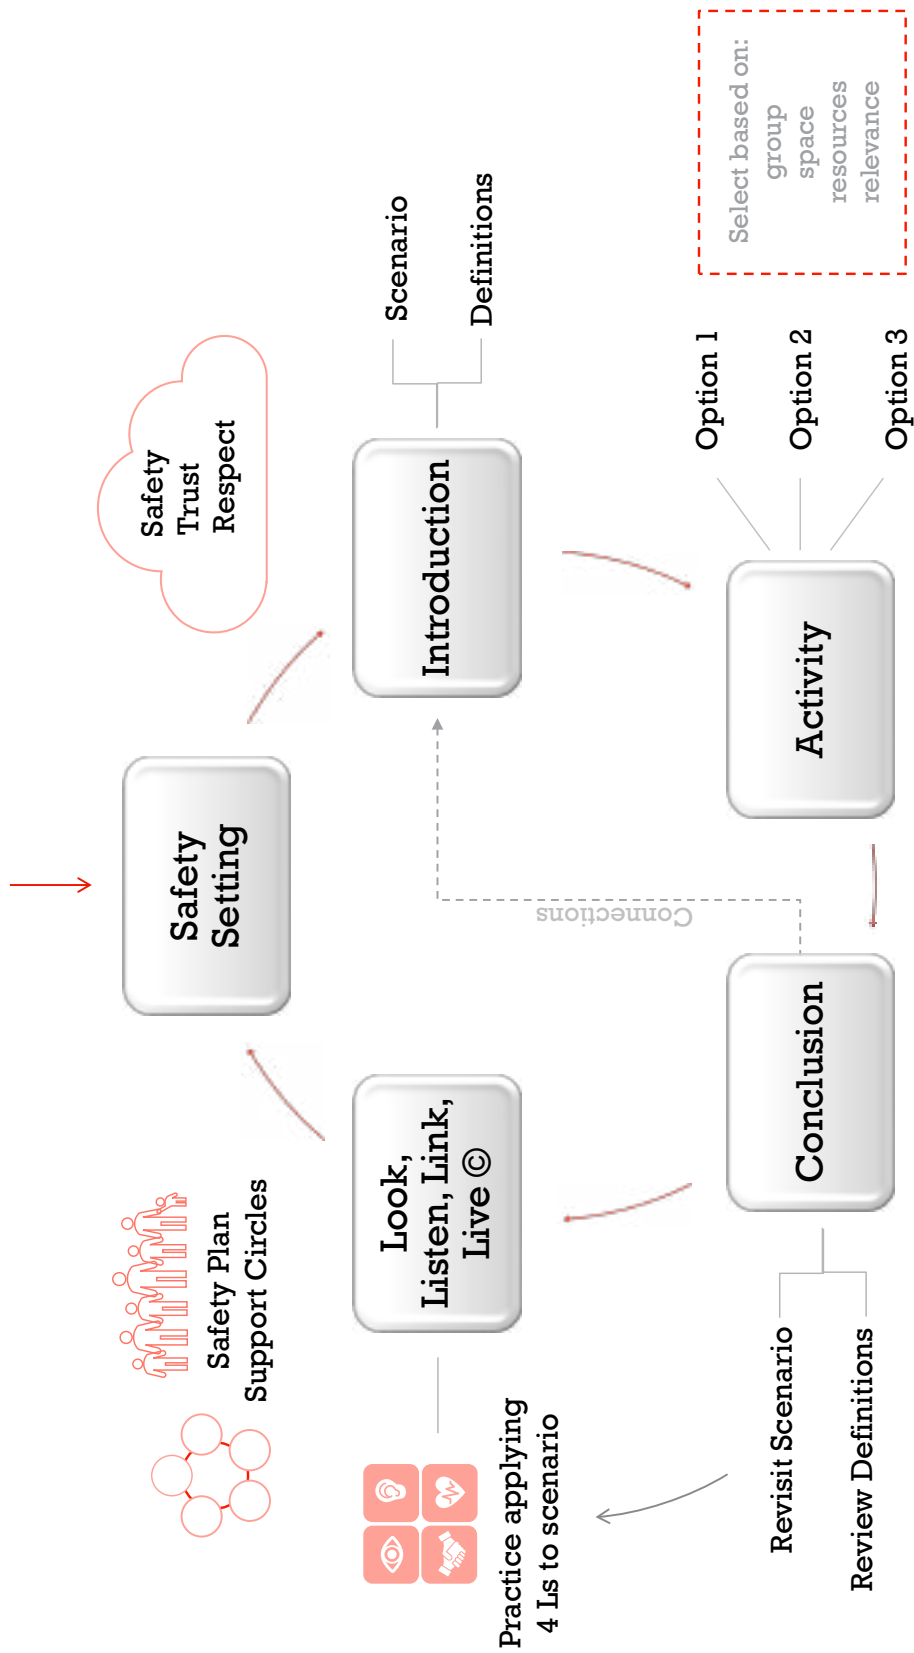 Safety
Setting
Safety
Trust
Respect
Introduction
Scenario
Definitions
Activity
Option 1
Option 2
Option 3
Select based on:
group
space
resources
relevance
Conclusion
Connections
Revisit Scenario
Review Definitions
Look,
Listen, Link,
Live ©
Practice applying
4 Ls to scenario
Safety Plan
Support Circles